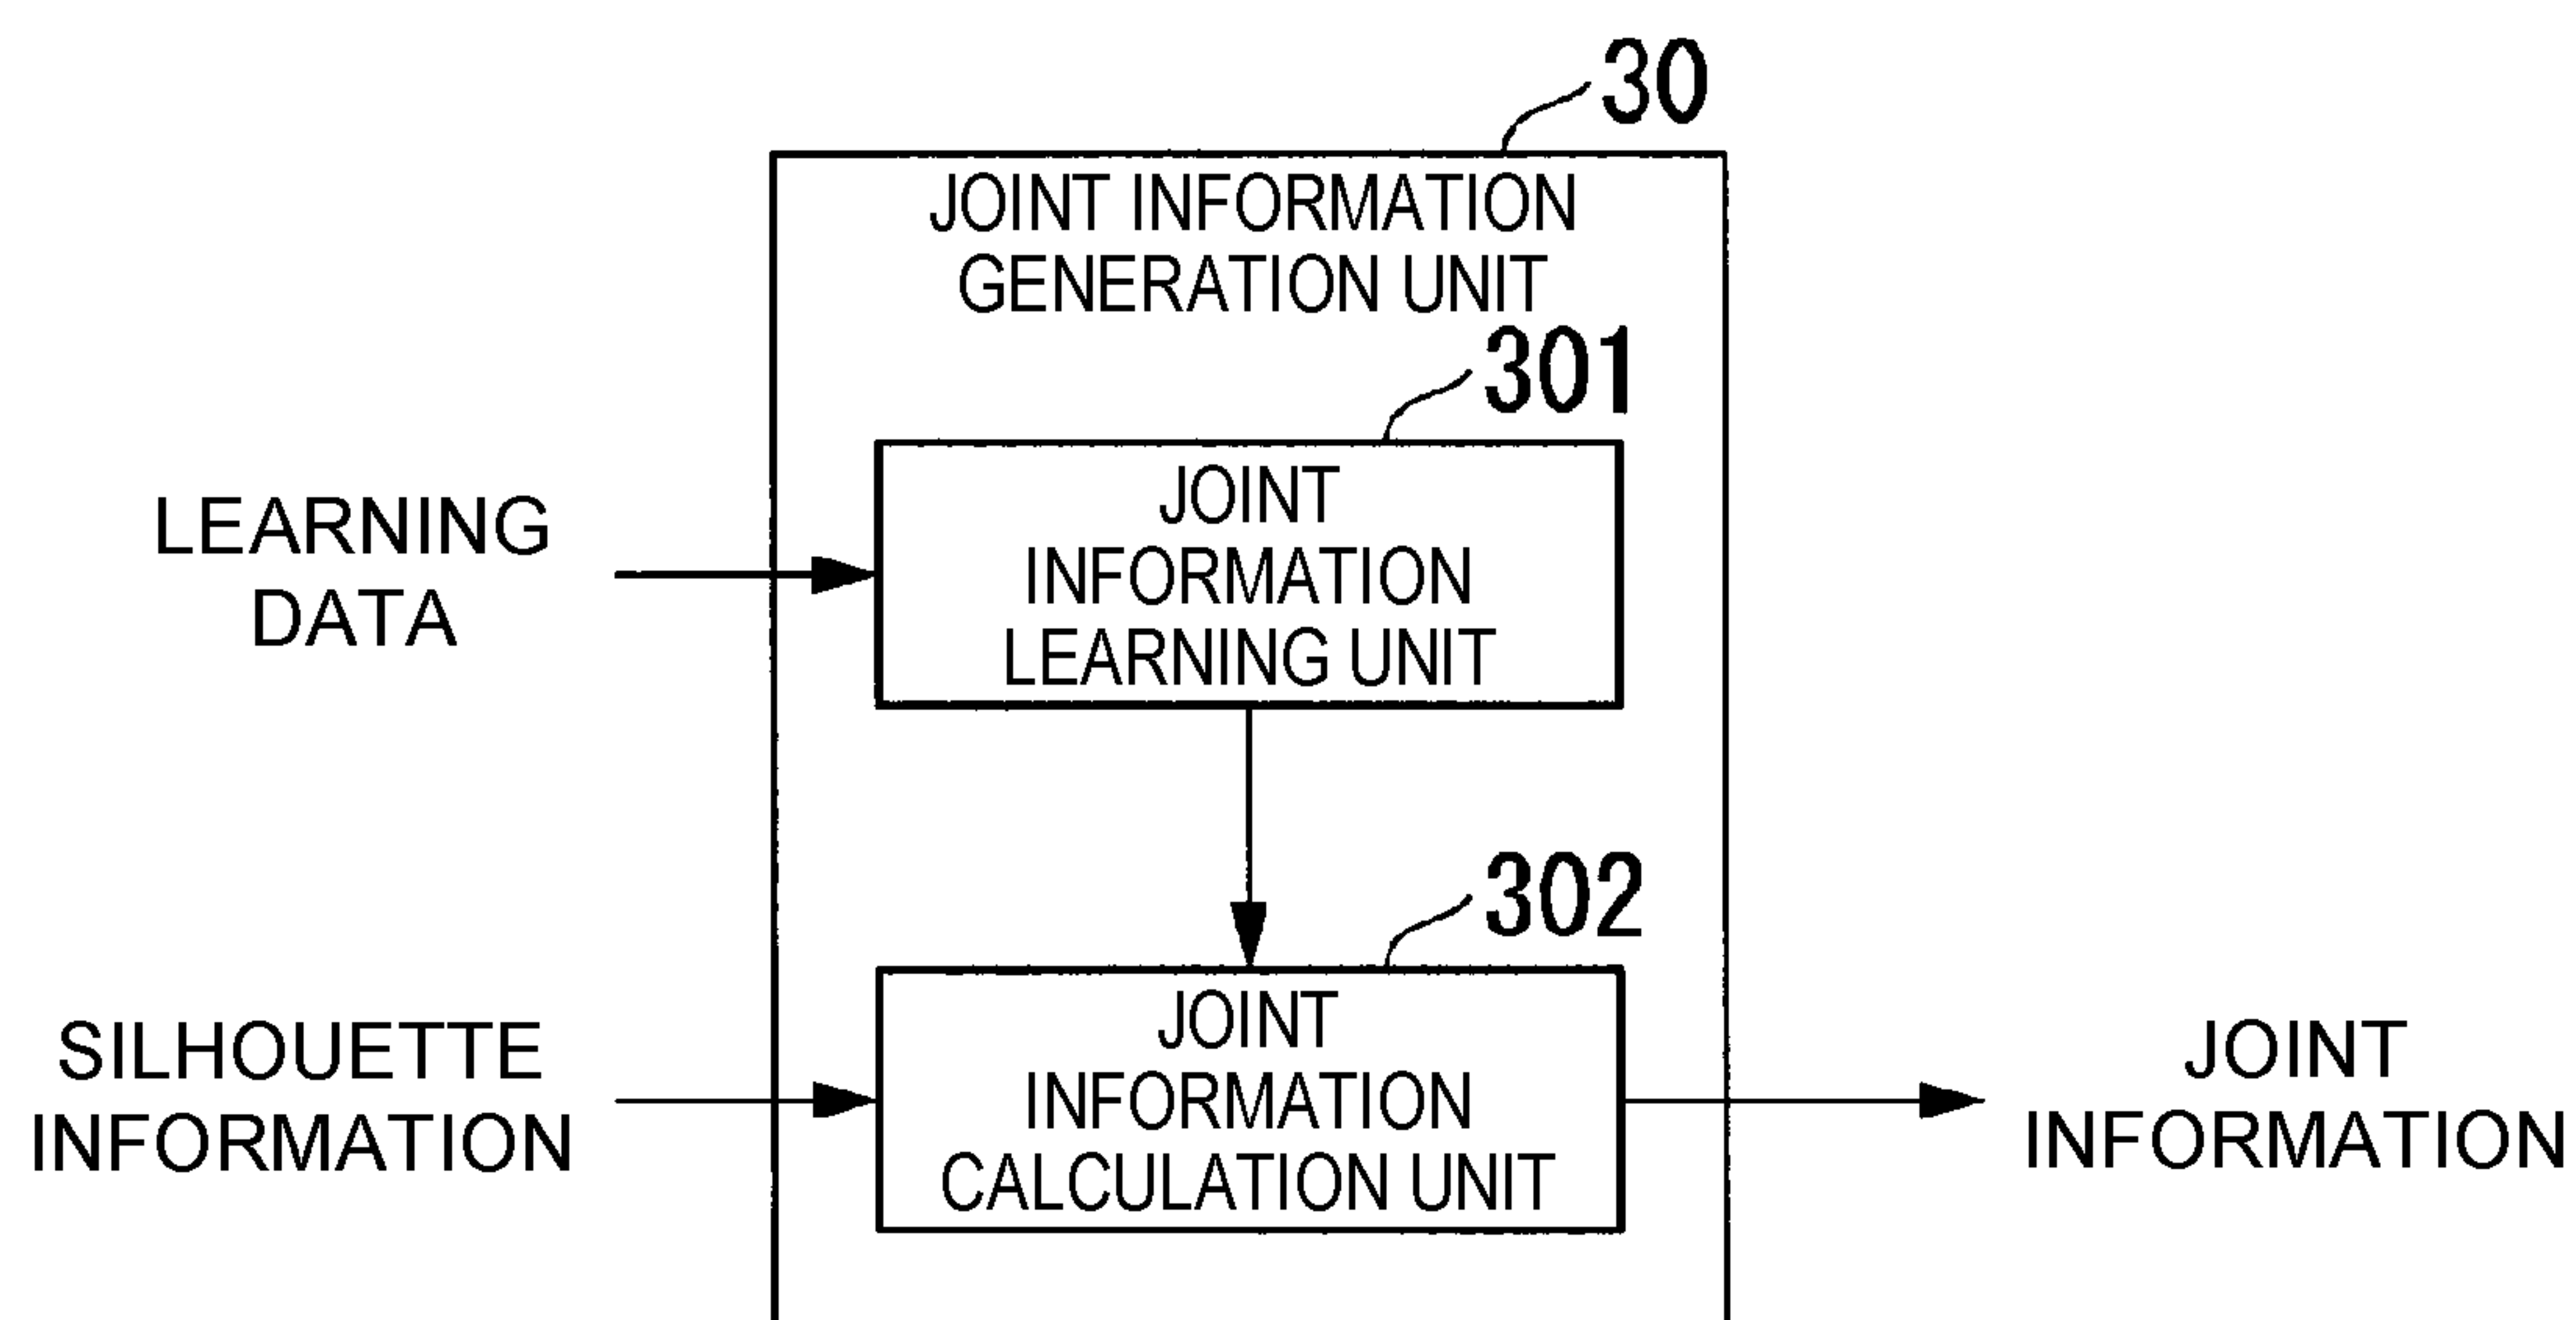 30
JOINT INFORMATION
GENERATION UNIT
301
JOINT
INFORMATION
LEARNING UNIT
LEARNING
DATA
302
JOINT
INFORMATION
CALCULATION UNIT
SILHOUETTE
INFORMATION
JOINT
INFORMATION